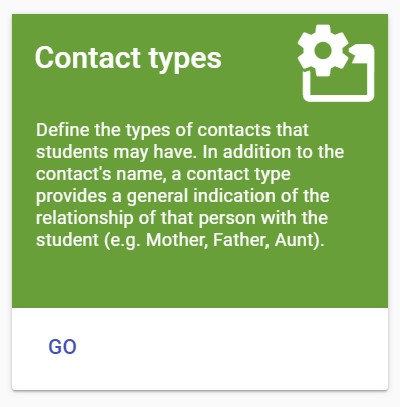 Contact types
Define the types of contacts that
students may have. In addition to the
contact's name, a contact type
provides a general indication of the
relationship of that person with the
student (e.g. Mother, Father, Aunt).
GO